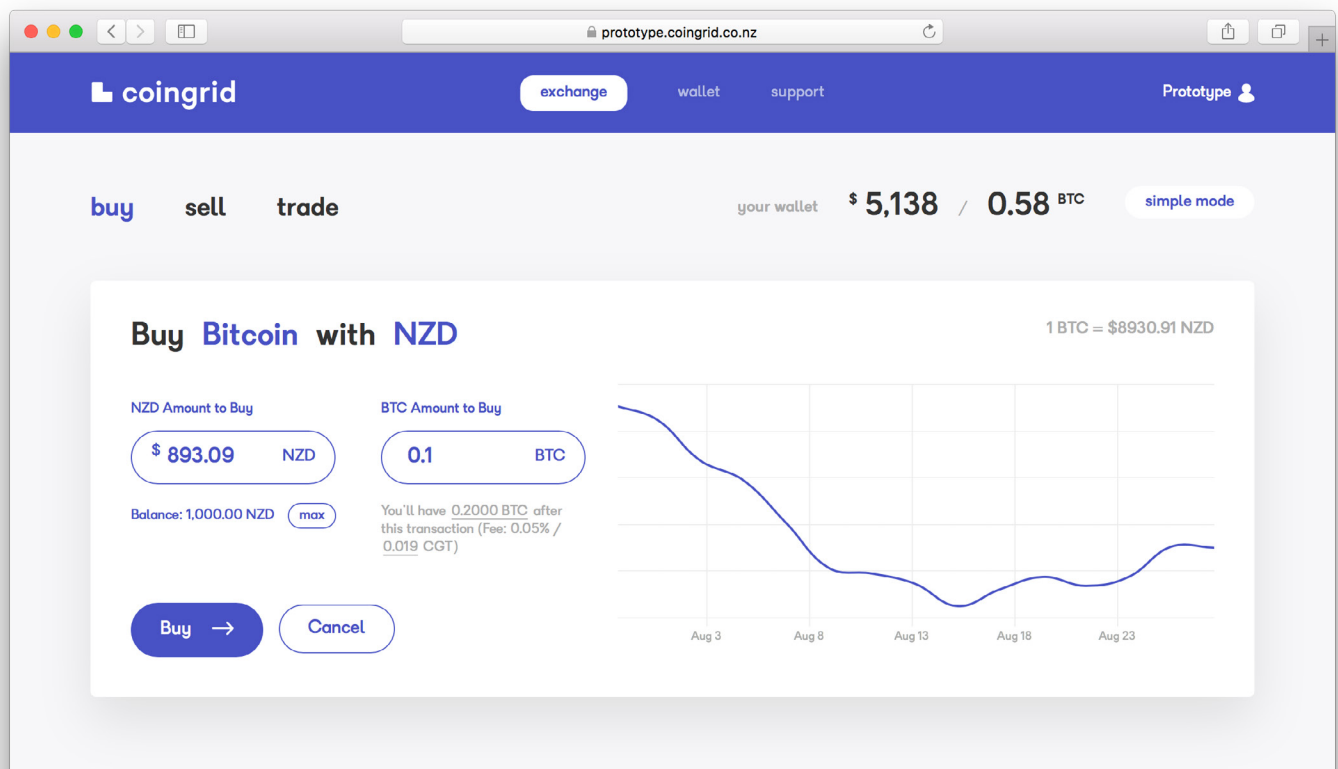 prototype.coingrid.co.nz
coingrid
exchange wallet support
Prototype
buy sell trade
your wallet $ 5,138 / 0.58 BTC
simple mode
Buy Bitcoin with NZD
1 BTC = $8930.91 NZD
NZD Amount to Buy
$ 893.09 NZD
Balance: 1,000.00 NZD max
BTC Amount to Buy
0.1 BTC
You'll have 0.2000 BTC after
this transaction (Fee: 0.05% /
0.019 CGT)
Buy → Cancel
Aug 3 Aug 8 Aug 13 Aug 18 Aug 23